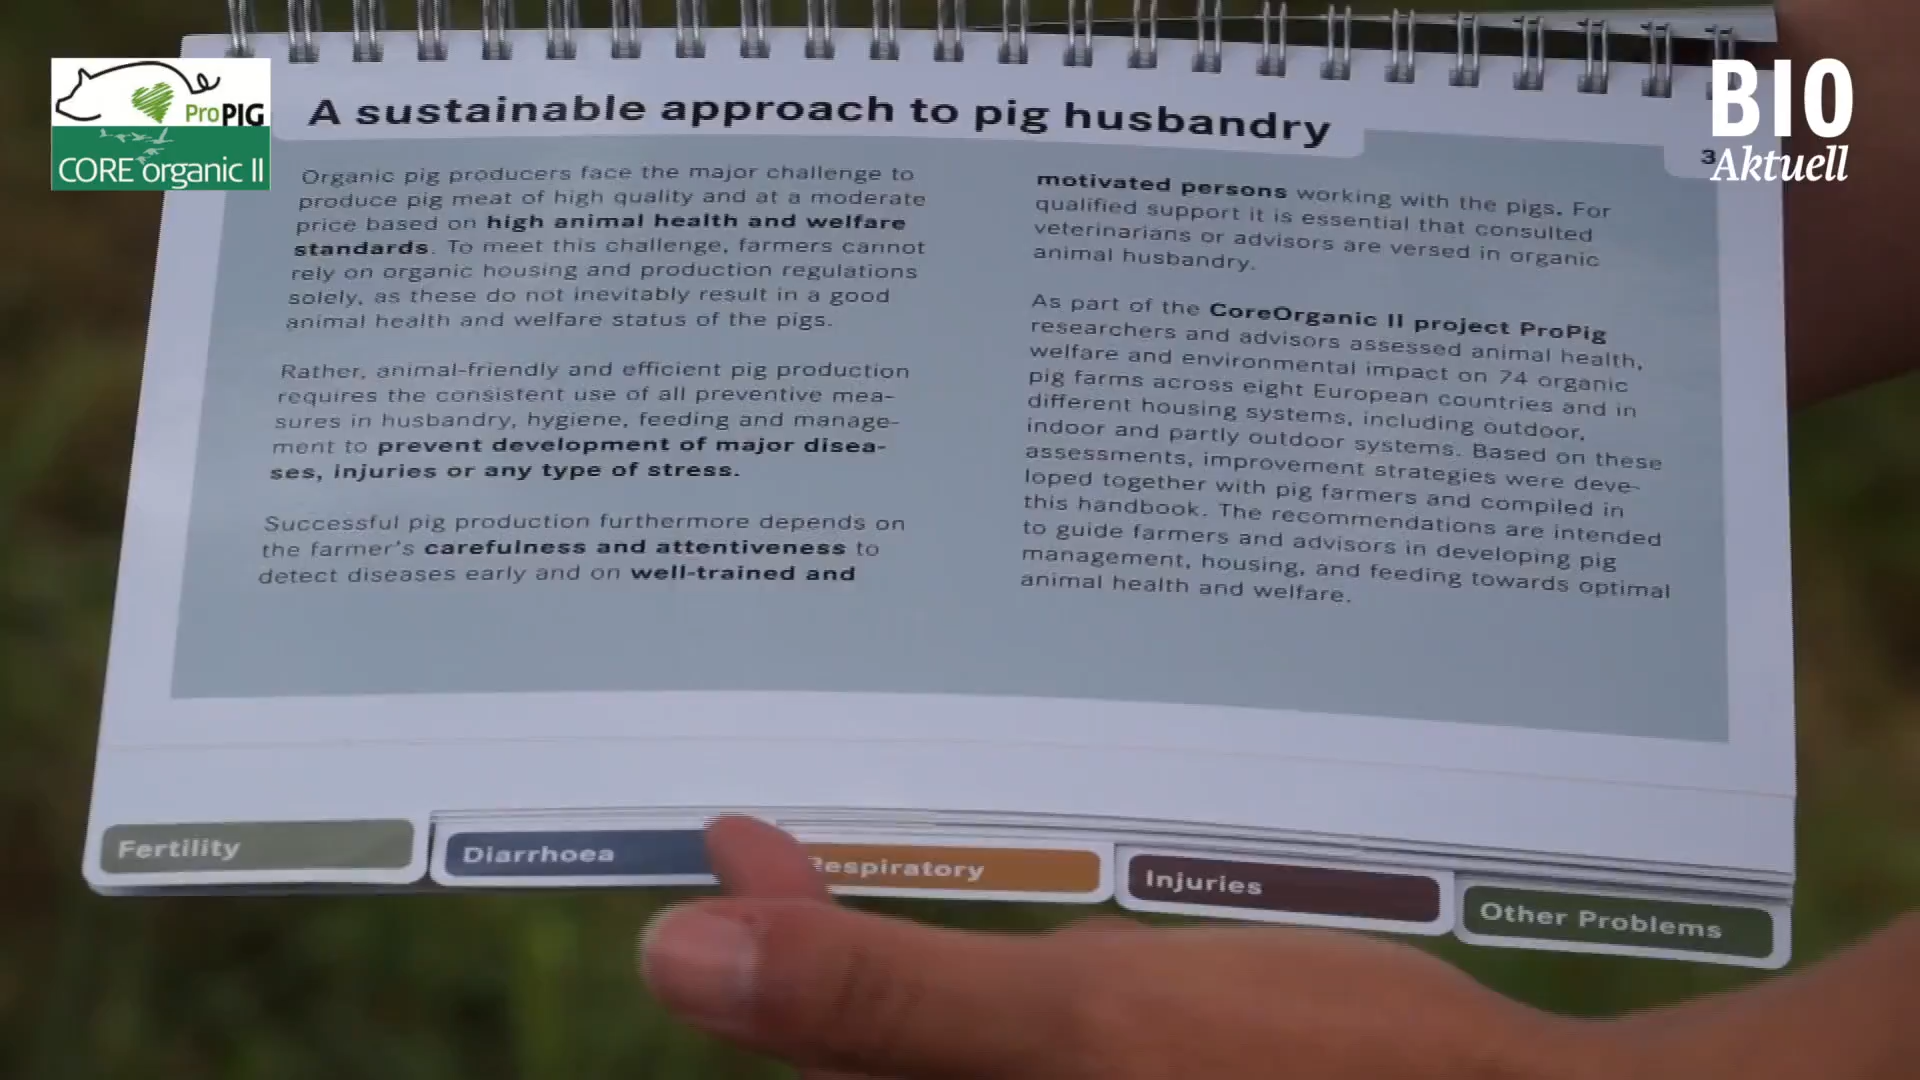 ProPIG
CORE organic II
BIO
Aktuell
A sustainable approach to pig husbandry
3
Organic pig producers face the major challenge to
produce pig meat of high quality and at a moderate
price based on high animal health and welfare
standards. To meet this challenge, farmers cannot
rely on organic housing and production regulations
solely, as these do not inevitably result in a good
animal health and welfare status of the pigs.
Rather, animal-friendly and efficient pig production
requires the consistent use of all preventive mea-
sures in husbandry, hygiene, feeding and manage-
ment to prevent development of major disea-
ses, injuries or any type of stress.
Successful pig production furthermore depends on
the farmer's carefulness and attentiveness to
detect diseases early and on well-trained and
motivated persons working with the pigs. For
qualified support it is essential that consulted
veterinarians or advisors are versed in organic
animal husbandry.
As part of the CoreOrganic II project ProPig
researchers and advisors assessed animal health,
welfare and environmental impact on 74 organic
pig farms across eight European countries and in
different housing systems, including outdoor,
indoor and partly outdoor systems. Based on these
assessments, improvement strategies were deve-
loped together with pig farmers and compiled in
this handbook. The recommendations are intended
to guide farmers and advisors in developing pig
management, housing, and feeding towards optimal
animal health and welfare.
Fertility
Diarrhoea
Respiratory
Injuries
Other Problems